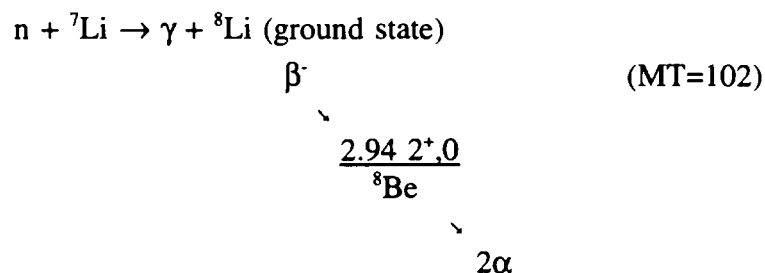 n + ⁷Li → γ + ⁸Li (ground state)
β⁻ (MT=102)
↘
2.94 2⁺,0
⁸Be
↘
2α